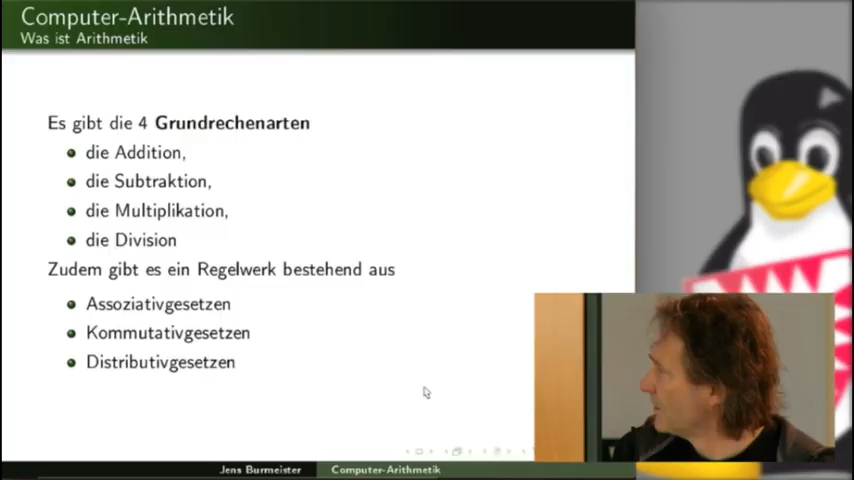 Computer-Arithmetik
Was ist Arithmetik
Es gibt die 4 Grundrechenarten
die Addition,
die Subtraktion,
die Multiplikation,
die Division
Zudem gibt es ein Regelwerk bestehend aus
Assoziativgesetzen
Kommutativgesetzen
Distributivgesetzen
Jens Burmeister Computer-Arithmetik